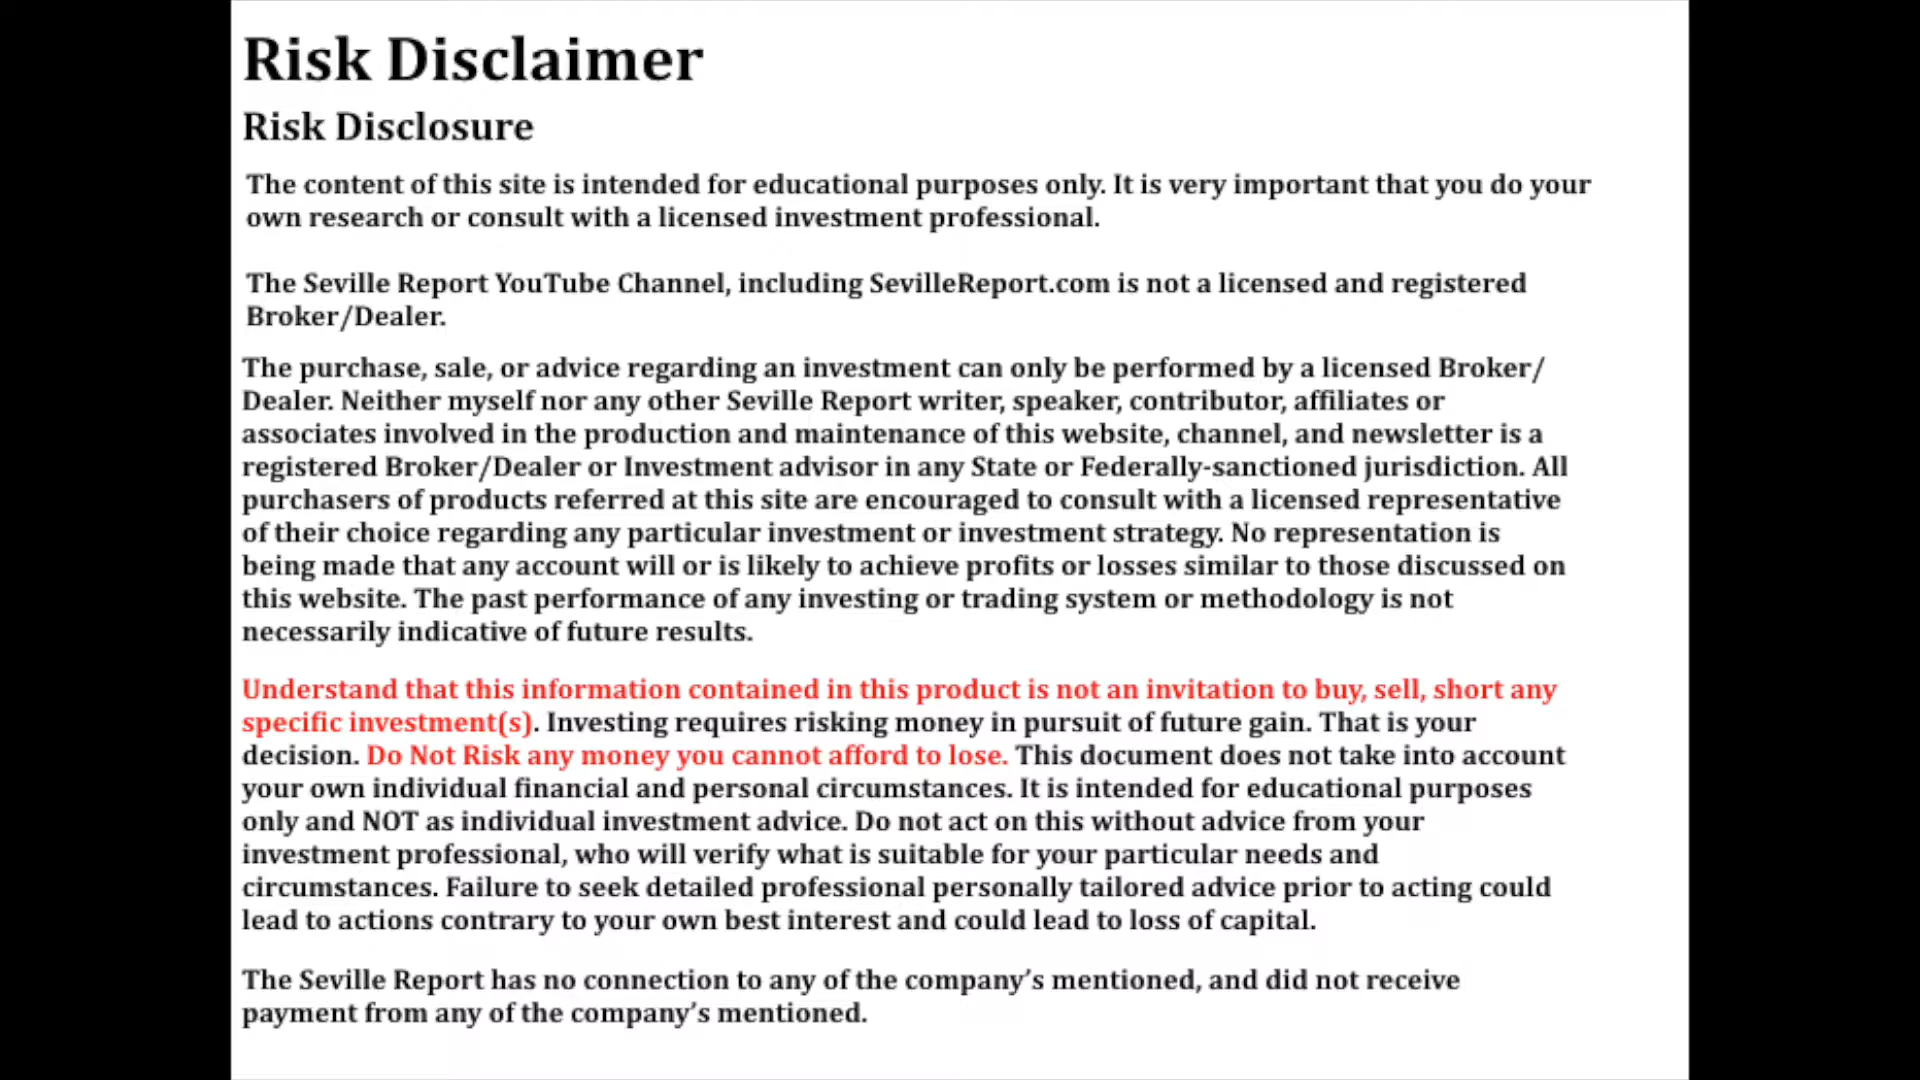 Risk Disclaimer
Risk Disclosure
The content of this site is intended for educational purposes only. It is very important that you do your
own research or consult with a licensed investment professional.
The Seville Report YouTube Channel, including SevilleReport.com is not a licensed and registered
Broker/Dealer.
The purchase, sale, or advice regarding an investment can only be performed by a licensed Broker/
Dealer. Neither myself nor any other Seville Report writer, speaker, contributor, affiliates or
associates involved in the production and maintenance of this website, channel, and newsletter is a
registered Broker/Dealer or Investment advisor in any State or Federally-sanctioned jurisdiction. All
purchasers of products referred at this site are encouraged to consult with a licensed representative
of their choice regarding any particular investment or investment strategy. No representation is
being made that any account will or is likely to achieve profits or losses similar to those discussed on
this website. The past performance of any investing or trading system or methodology is not
necessarily indicative of future results.
Understand that this information contained in this product is not an invitation to buy, sell, short any
specific investment(s). Investing requires risking money in pursuit of future gain. That is your
decision. Do Not Risk any money you cannot afford to lose. This document does not take into account
your own individual financial and personal circumstances. It is intended for educational purposes
only and NOT as individual investment advice. Do not act on this without advice from your
investment professional, who will verify what is suitable for your particular needs and
circumstances. Failure to seek detailed professional personally tailored advice prior to acting could
lead to actions contrary to your own best interest and could lead to loss of capital.
The Seville Report has no connection to any of the company’s mentioned, and did not receive
payment from any of the company’s mentioned.